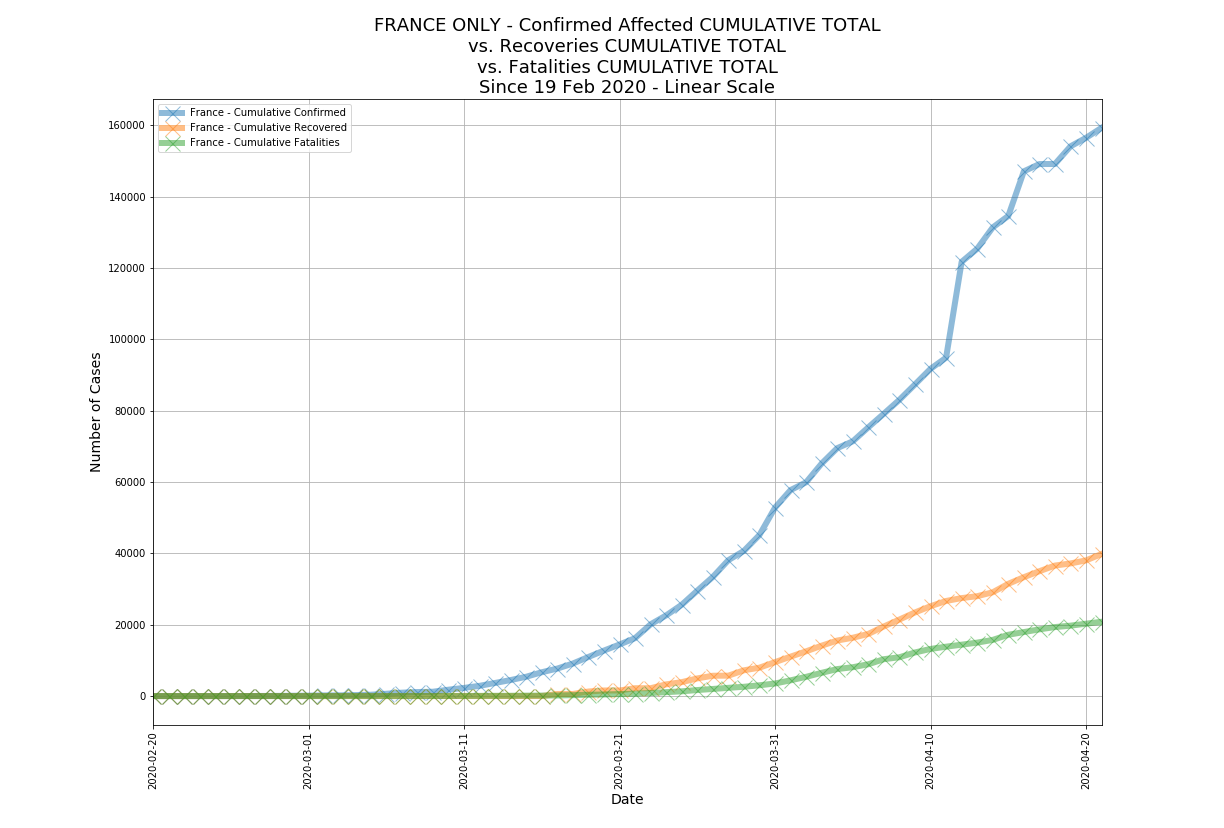 FRANCE ONLY - Confirmed Affected CUMULATIVE TOTAL
vs. Recoveries CUMULATIVE TOTAL
vs. Fatalities CUMULATIVE TOTAL
Since 19 Feb 2020 - Linear Scale
France - Cumulative Confirmed
France - Cumulative Recovered
France - Cumulative Fatalities
Number of Cases
160000
140000
120000
100000
80000
60000
40000
20000
0
2020-02-20
2020-03-01
2020-03-11
2020-03-21
2020-03-31
2020-04-10
2020-04-20
Date